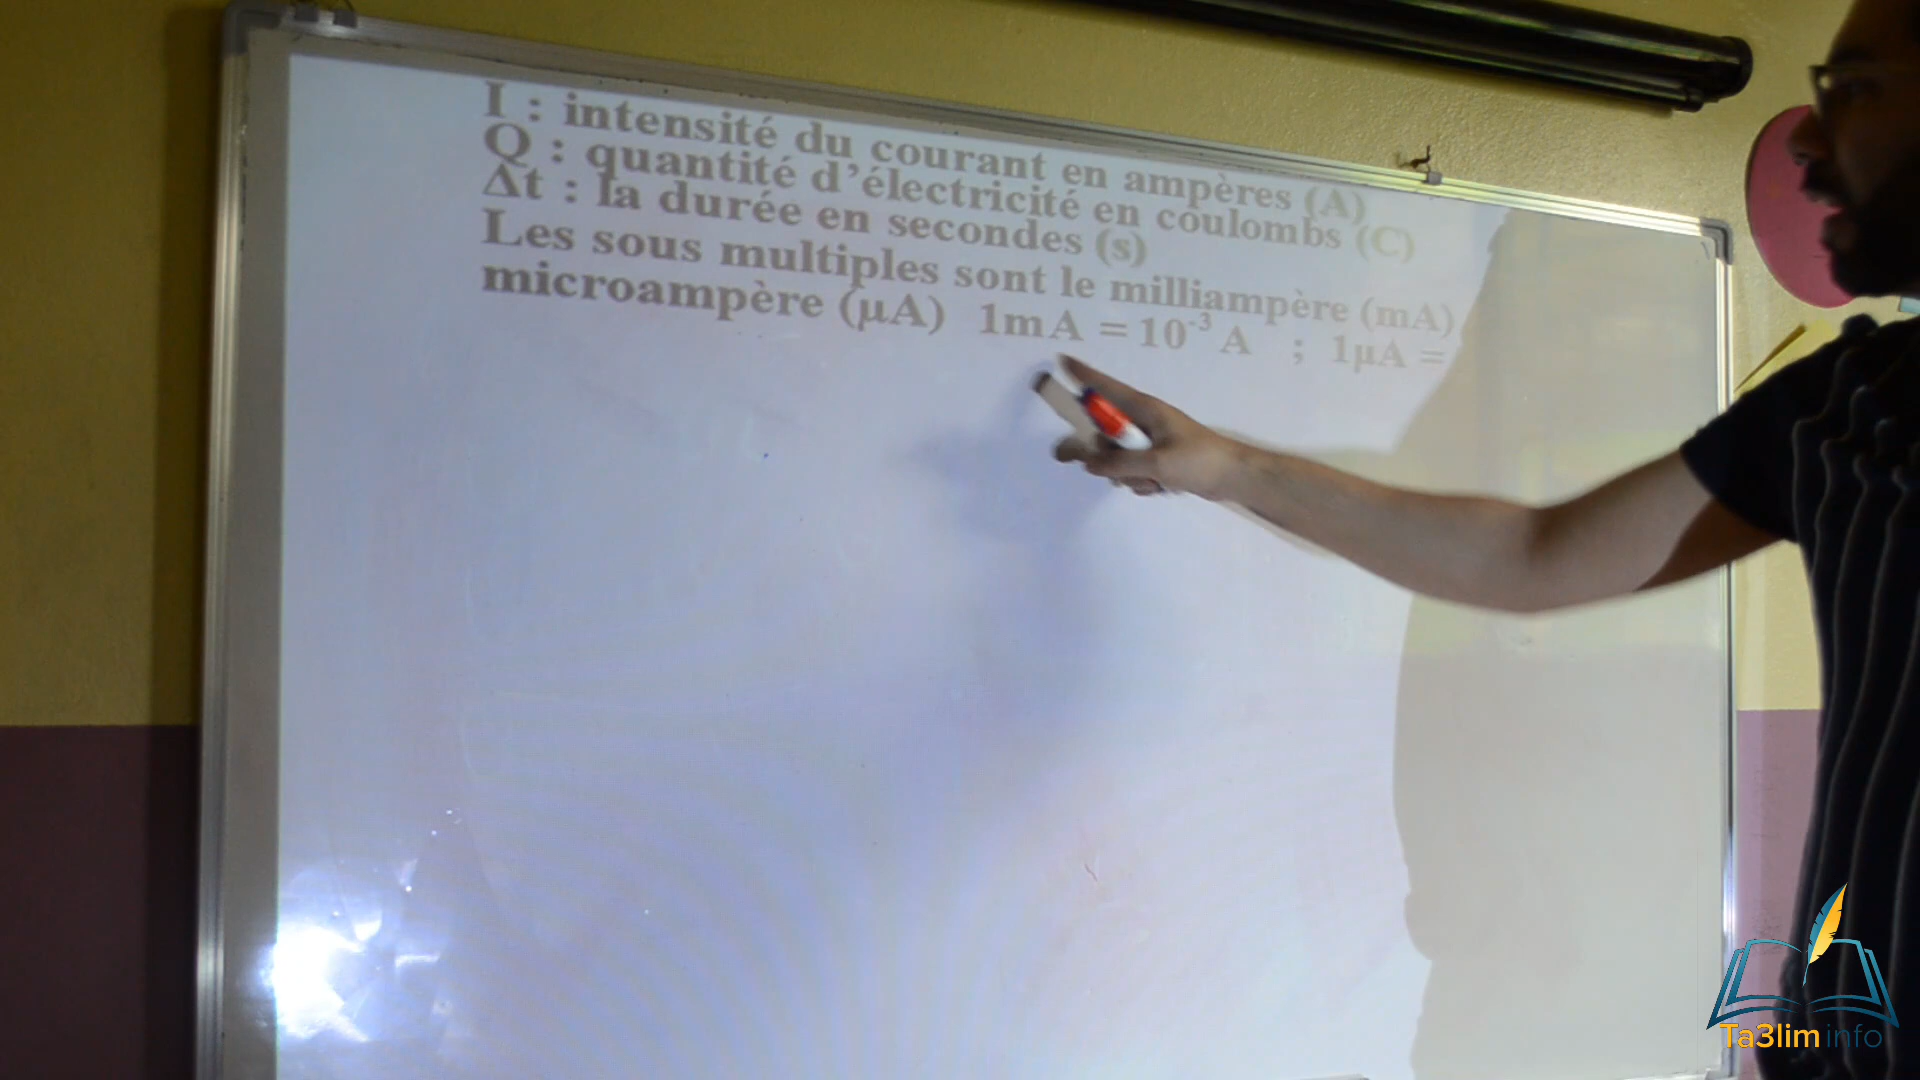 I : intensité du courant en ampères (A)
Q : quantité d’électricité en coulombs (C)
Δt : la durée en secondes (s)
Les sous multiples sont le milliampère (mA)
microampère (µA) 1mA = 10⁻³ A ; 1µA =
Ta3lim info